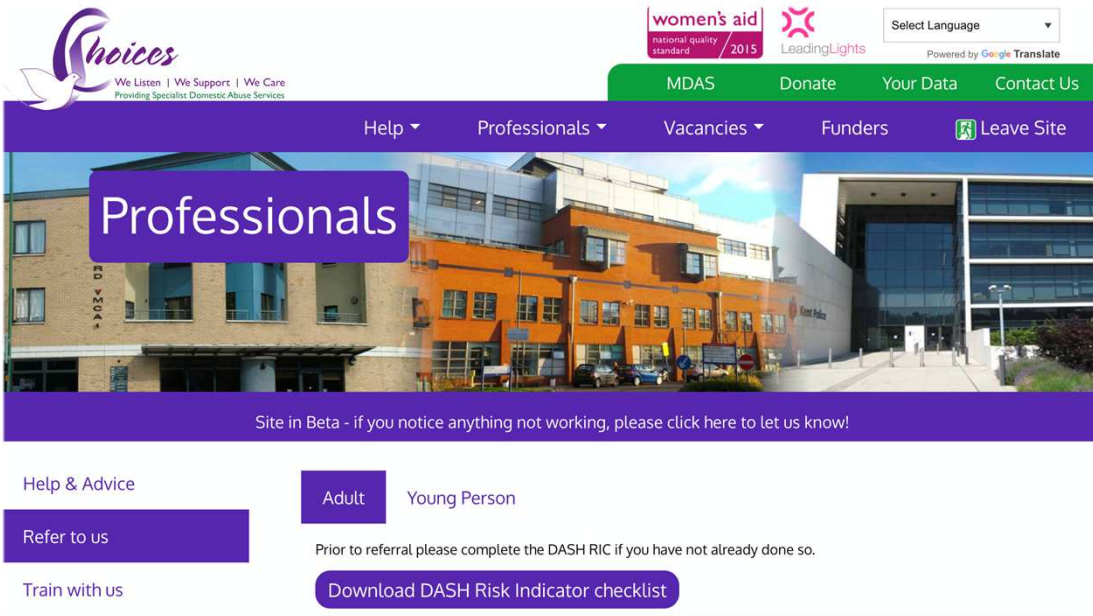 Choices
We Listen | We Support | We Care
Providing Specialist Domestic Abuse Services
women's aid
national quality
standard
2015
LeadingLights
Select Language
Powered by Google Translate
MDAS Donate Your Data Contact Us
Help Professionals Vacancies Funders Leave Site
Professionals
RD YMCA
Kent Police
Site in Beta - if you notice anything not working, please click here to let us know!
Help & Advice
Refer to us
Train with us
Adult Young Person
Prior to referral please complete the DASH RIC if you have not already done so.
Download DASH Risk Indicator checklist